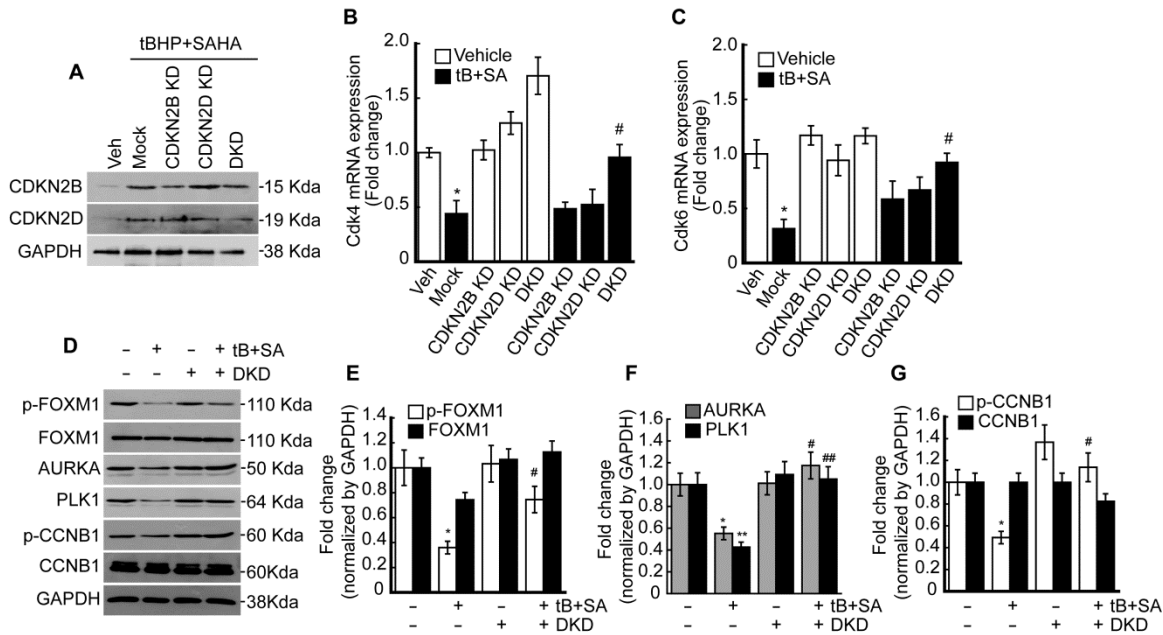 A
tBHP+SAHA
Veh
Mock
CDKN2B KD
CDKN2D KD
DKD
CDKN2B
-15 Kda
CDKN2D
-19 Kda
GAPDH
-38 Kda
B
Cdk4 mRNA expression
(Fold change)
2.0
1.5
1.0
0.5
0
Vehicle
tB+SA
*
#
Veh
Mock
CDKN2B KD
CDKN2D KD
DKD
CDKN2B KD
CDKN2D KD
DKD
C
Cdk6 mRNA expression
(Fold change)
2.0
1.5
1.0
0.5
0
Vehicle
tB+SA
*
#
Veh
Mock
CDKN2B KD
CDKN2D KD
DKD
CDKN2B KD
CDKN2D KD
DKD
D
– + – + tB+SA
– – + + DKD
p-FOXM1 -110 Kda
FOXM1 -110 Kda
AURKA -50 Kda
PLK1 -64 Kda
p-CCNB1 -60 Kda
CCNB1 -60Kda
GAPDH -38Kda
E
Fold change
(normalized by GAPDH)
1.4
1.2
1.0
0.8
0.6
0.4
0.2
0
p-FOXM1
FOXM1
*
#
– + – + tB+SA
– – + + DKD
F
Fold change
(normalized by GAPDH)
1.6
1.4
1.2
1.0
0.8
0.6
0.4
0.2
0
AURKA
PLK1
*
**
#
##
– + – + tB+SA
– – + + DKD
G
Fold change
(normalized by GAPDH)
1.6
1.4
1.2
1.0
0.8
0.6
0.4
0.2
0
p-CCNB1
CCNB1
*
#
– + – + tB+SA
– – + + DKD